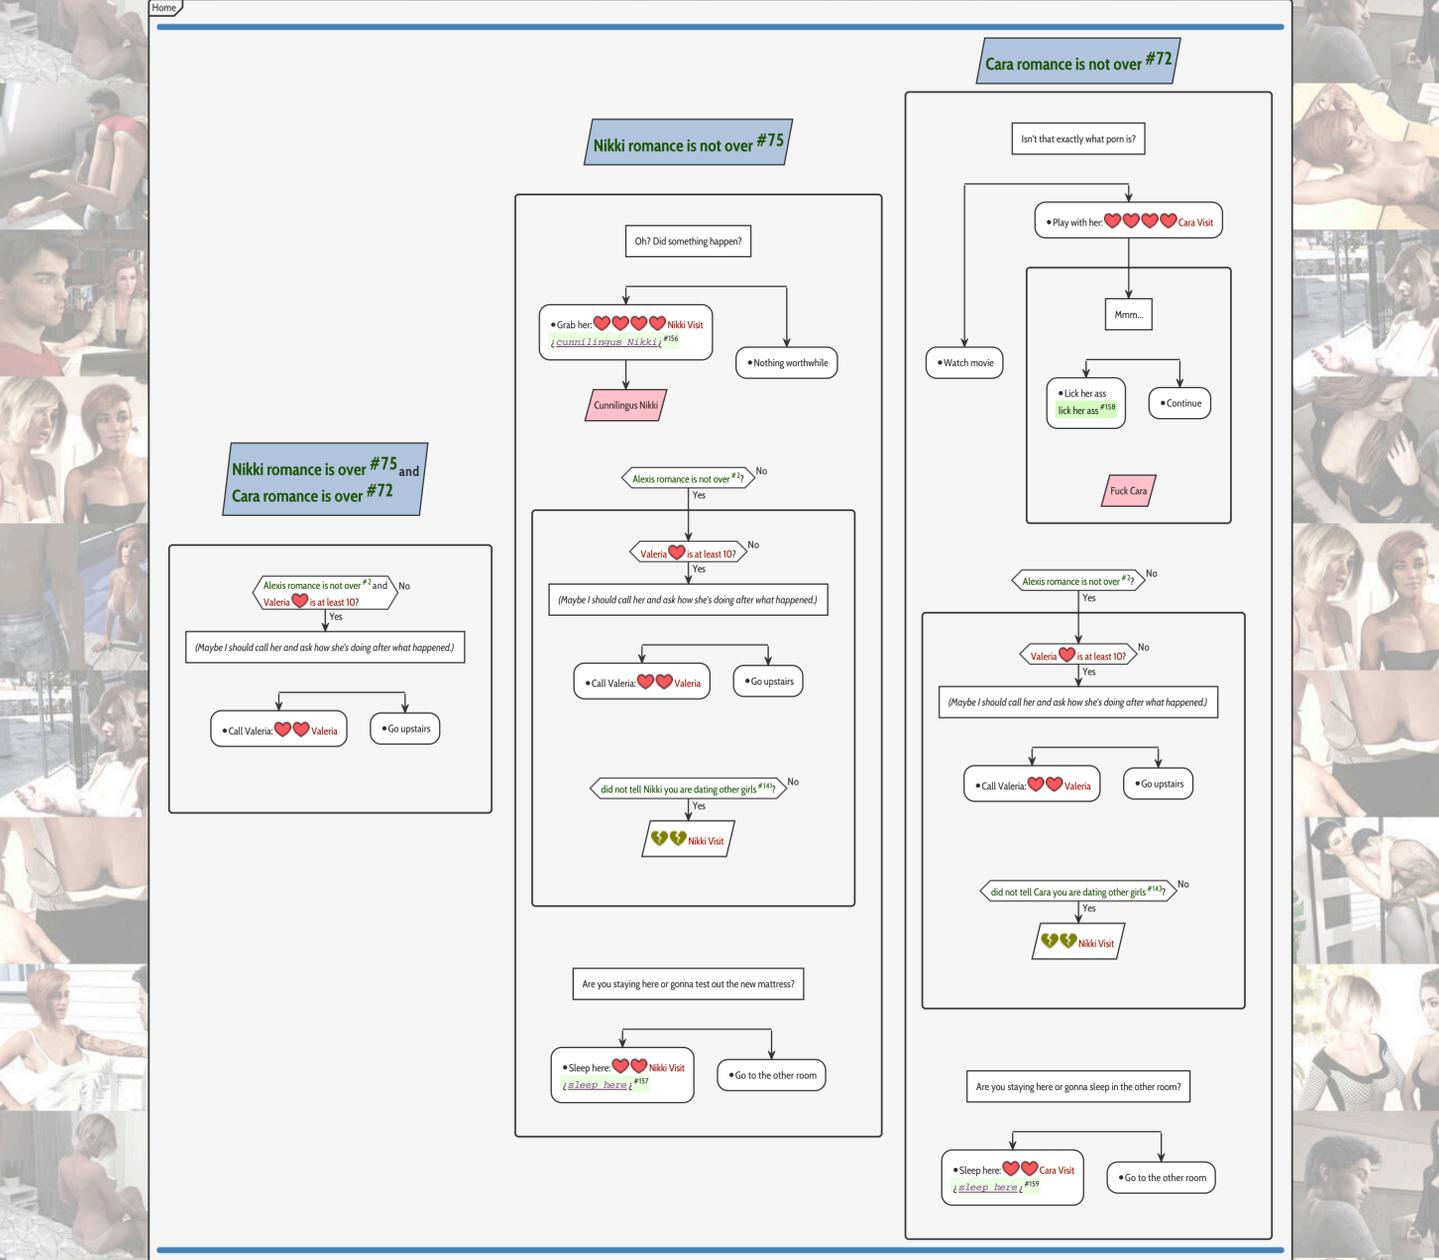 Home
Cara romance is not over #72
Isn't that exactly what porn is?
•Play with her: Cara Visit
Mmm...
•Watch movie
•Lick her ass
lick her ass #158
•Continue
Fuck Cara
Alexis romance is not over #2?
No
Yes
Valeria is at least 10?
No
Yes
(Maybe I should call her and ask how she's doing after what happened.)
•Call Valeria: Valeria
•Go upstairs
did not tell Cara you are dating other girls #143?
No
Yes
Nikki Visit
Are you staying here or gonna sleep in the other room?
•Sleep here: Cara Visit
¿sleep here¿ #159
•Go to the other room
Nikki romance is not over #75
Oh? Did something happen?
•Grab her: Nikki Visit
¿cunnilingus Nikki¿ #156
•Nothing worthwhile
Cunnilingus Nikki
Alexis romance is not over #2?
No
Yes
Valeria is at least 10?
No
Yes
(Maybe I should call her and ask how she's doing after what happened.)
•Call Valeria: Valeria
•Go upstairs
did not tell Nikki you are dating other girls #141?
No
Yes
Nikki Visit
Are you staying here or gonna test out the new mattress?
•Sleep here: Nikki Visit
¿sleep here¿ #157
•Go to the other room
Nikki romance is over #75 and
Cara romance is over #72
Alexis romance is not over #2 and
Valeria is at least 10?
No
Yes
(Maybe I should call her and ask how she's doing after what happened.)
•Call Valeria: Valeria
•Go upstairs